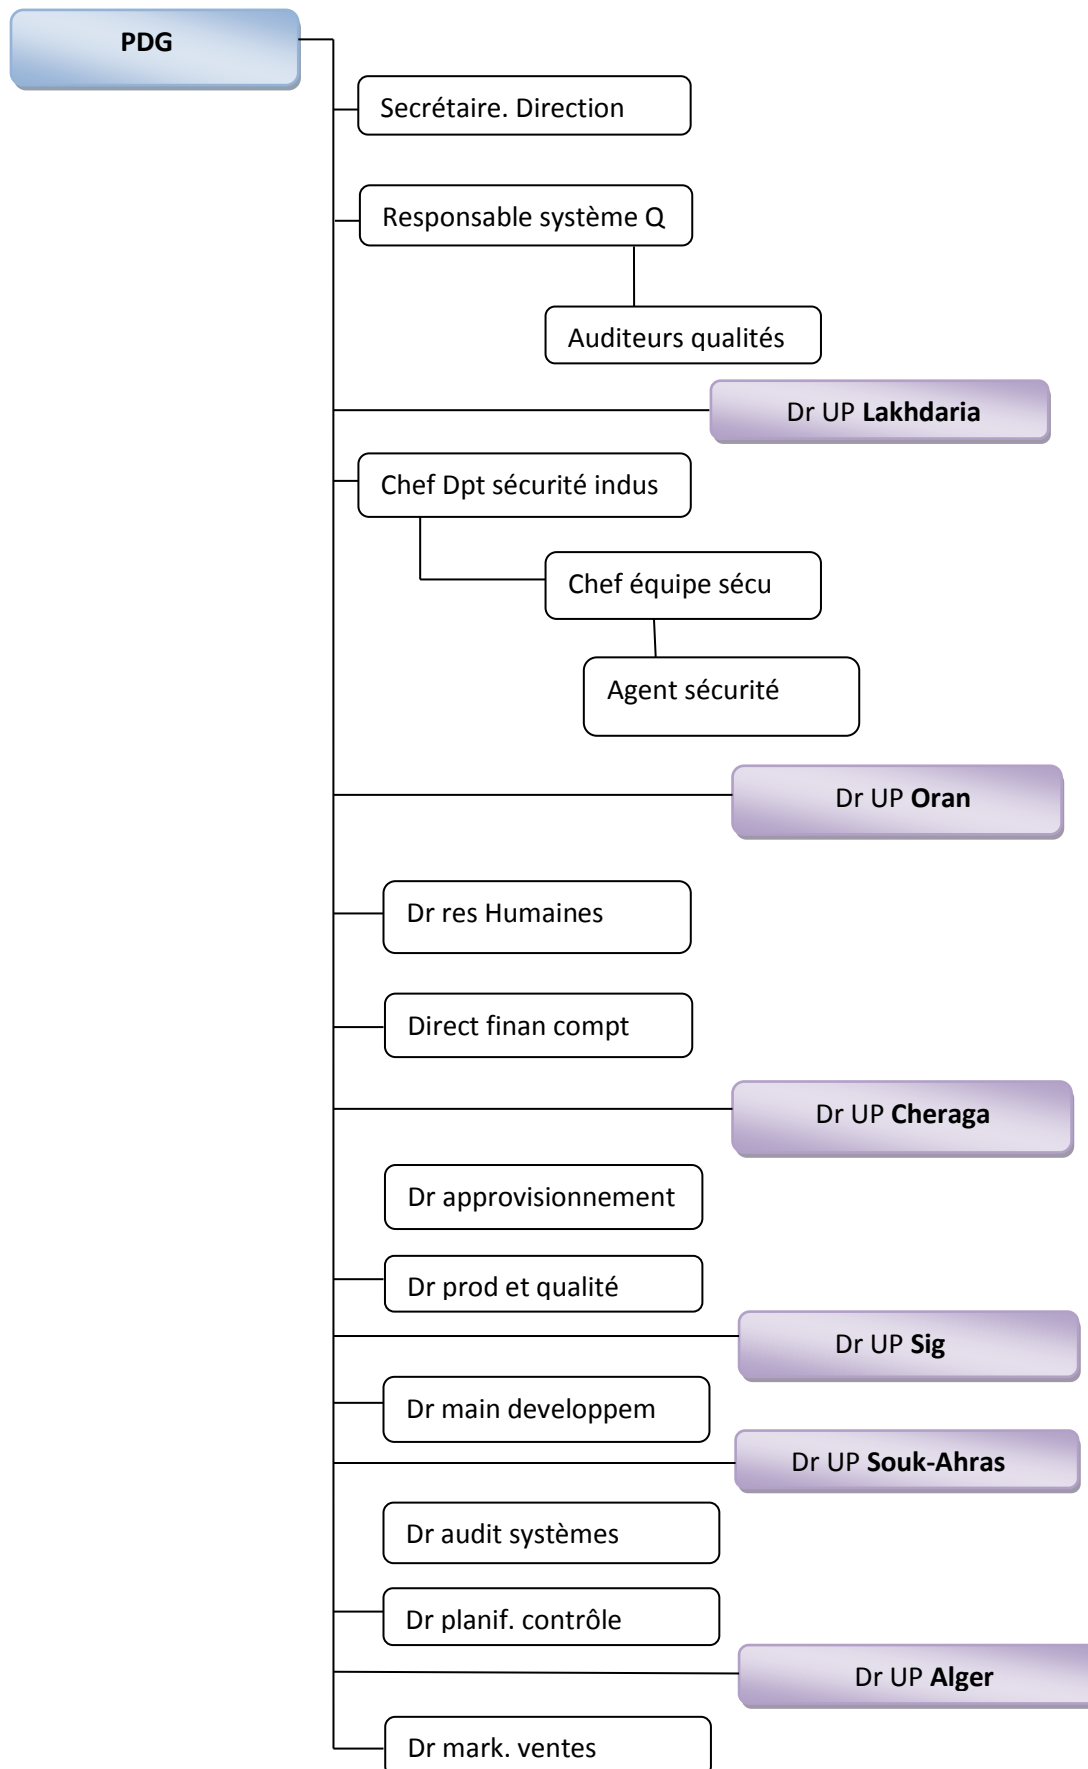 PDG
Secrétaire. Direction
Responsable système Q
Auditeurs qualités
Dr UP Lakhdaria
Chef Dpt sécurité indus
Chef équipe sécu
Agent sécurité
Dr UP Oran
Dr res Humaines
Direct finan compt
Dr UP Cheraga
Dr approvisionnement
Dr prod et qualité
Dr UP Sig
Dr main developpem
Dr UP Souk-Ahras
Dr audit systèmes
Dr planif. contrôle
Dr UP Alger
Dr mark. ventes